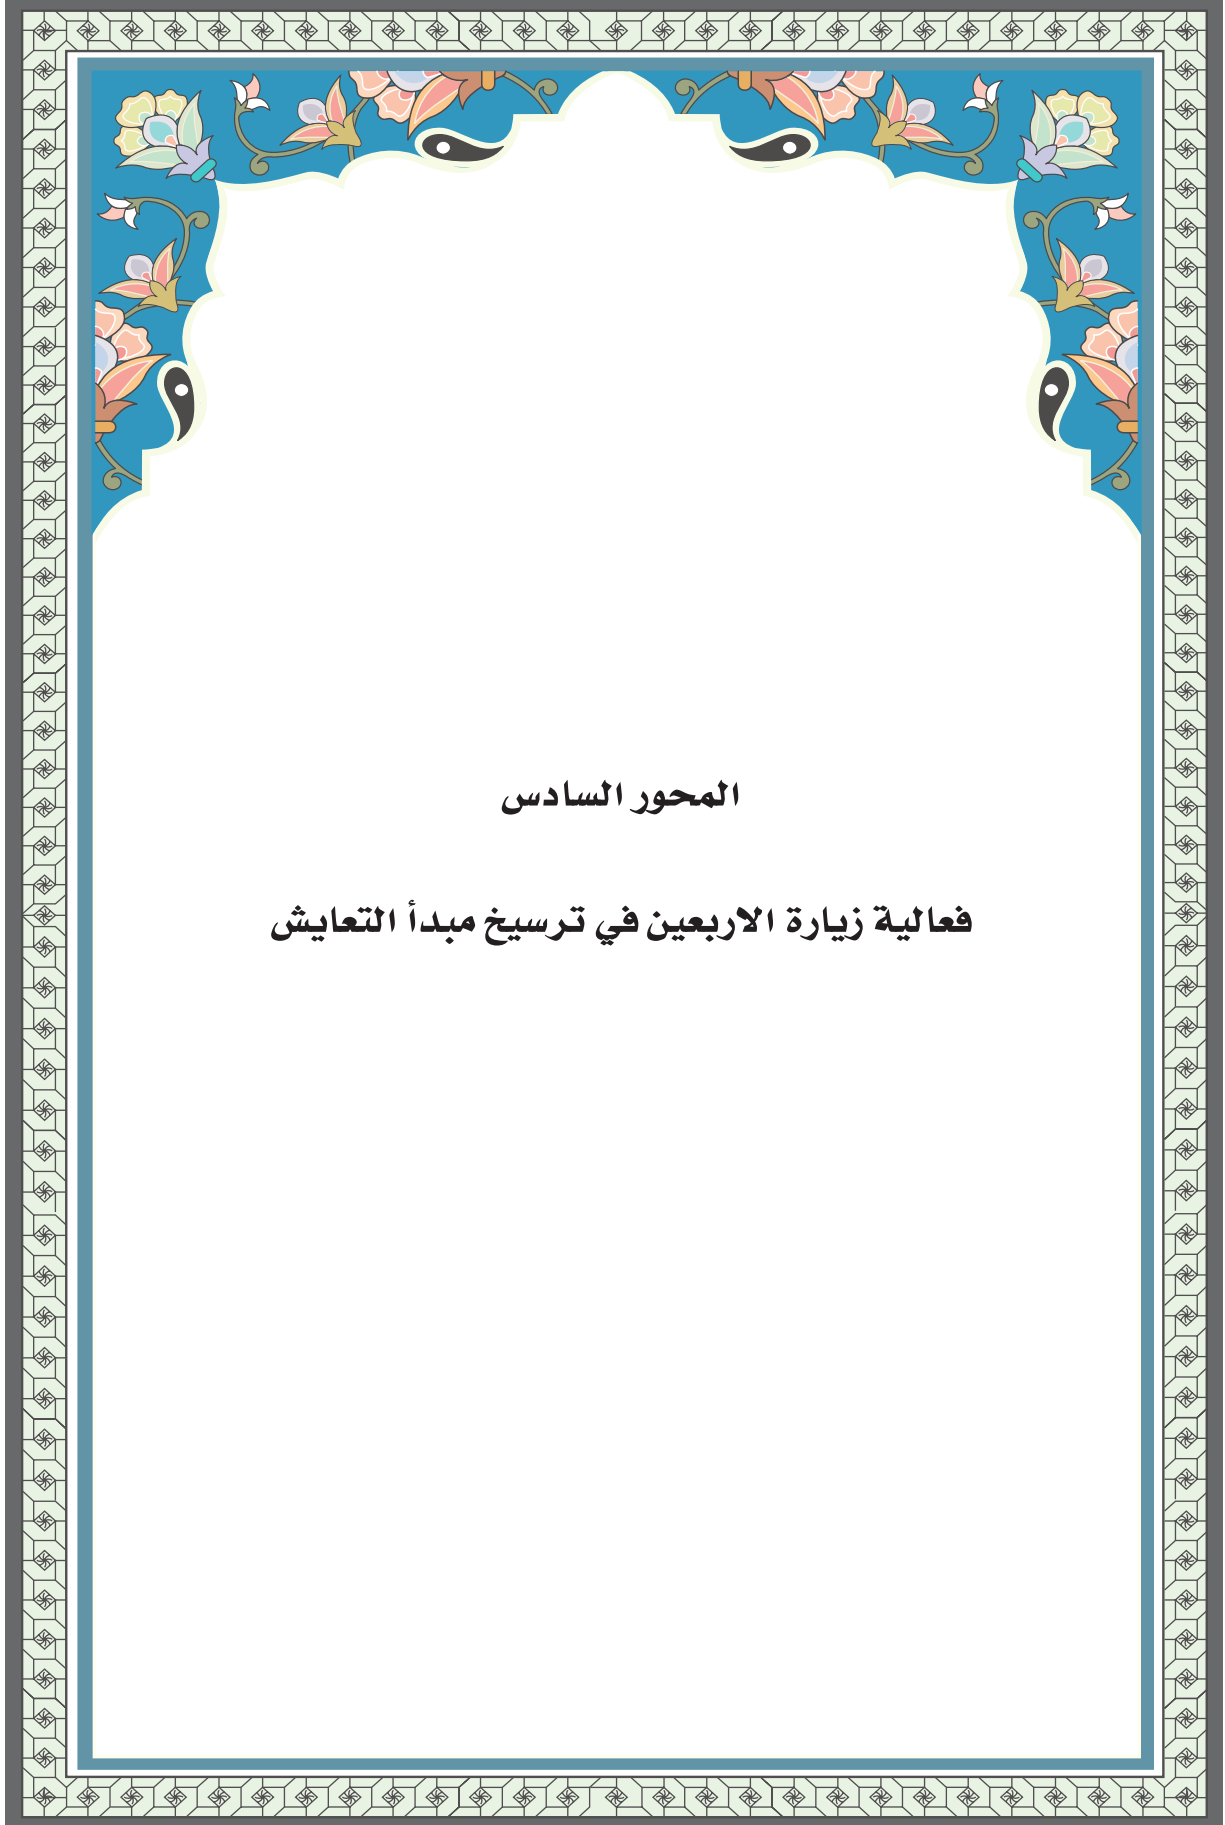 المحور السادس
فعالية زيارة الاربعين في ترسيخ مبدأ التعايش